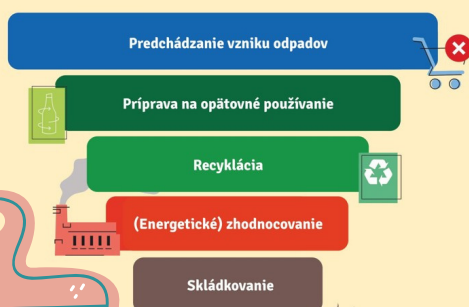 Predchádzanie vzniku odpadov
Príprava na opätovné používanie
Recyklácia
(Energetické) zhodnocovanie
Skládkovanie